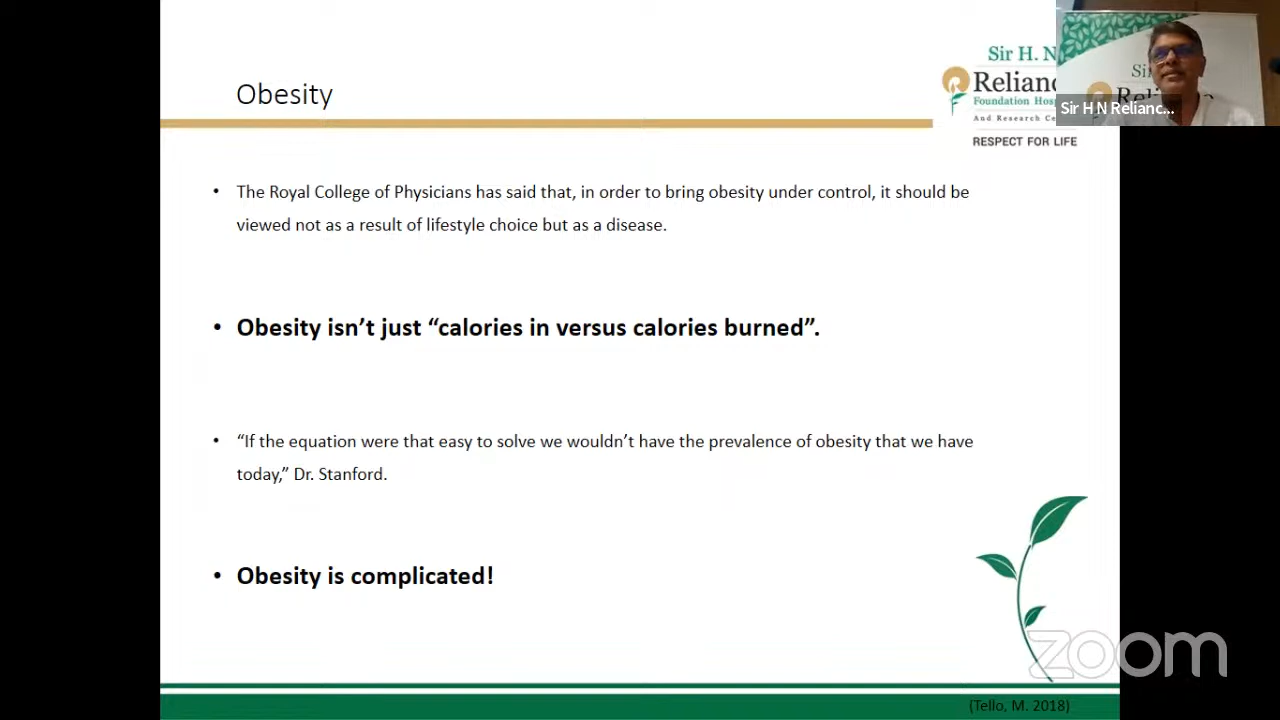 Obesity
Sir H. N
Relianc
Foundation Hos
And Research Ce
RESPECT FOR LIFE
Sir H N Relianc...
• The Royal College of Physicians has said that, in order to bring obesity under control, it should be
viewed not as a result of lifestyle choice but as a disease.
• Obesity isn’t just “calories in versus calories burned”.
• “If the equation were that easy to solve we wouldn’t have the prevalence of obesity that we have
today,” Dr. Stanford.
• Obesity is complicated!
zoom
(Tello, M. 2018)